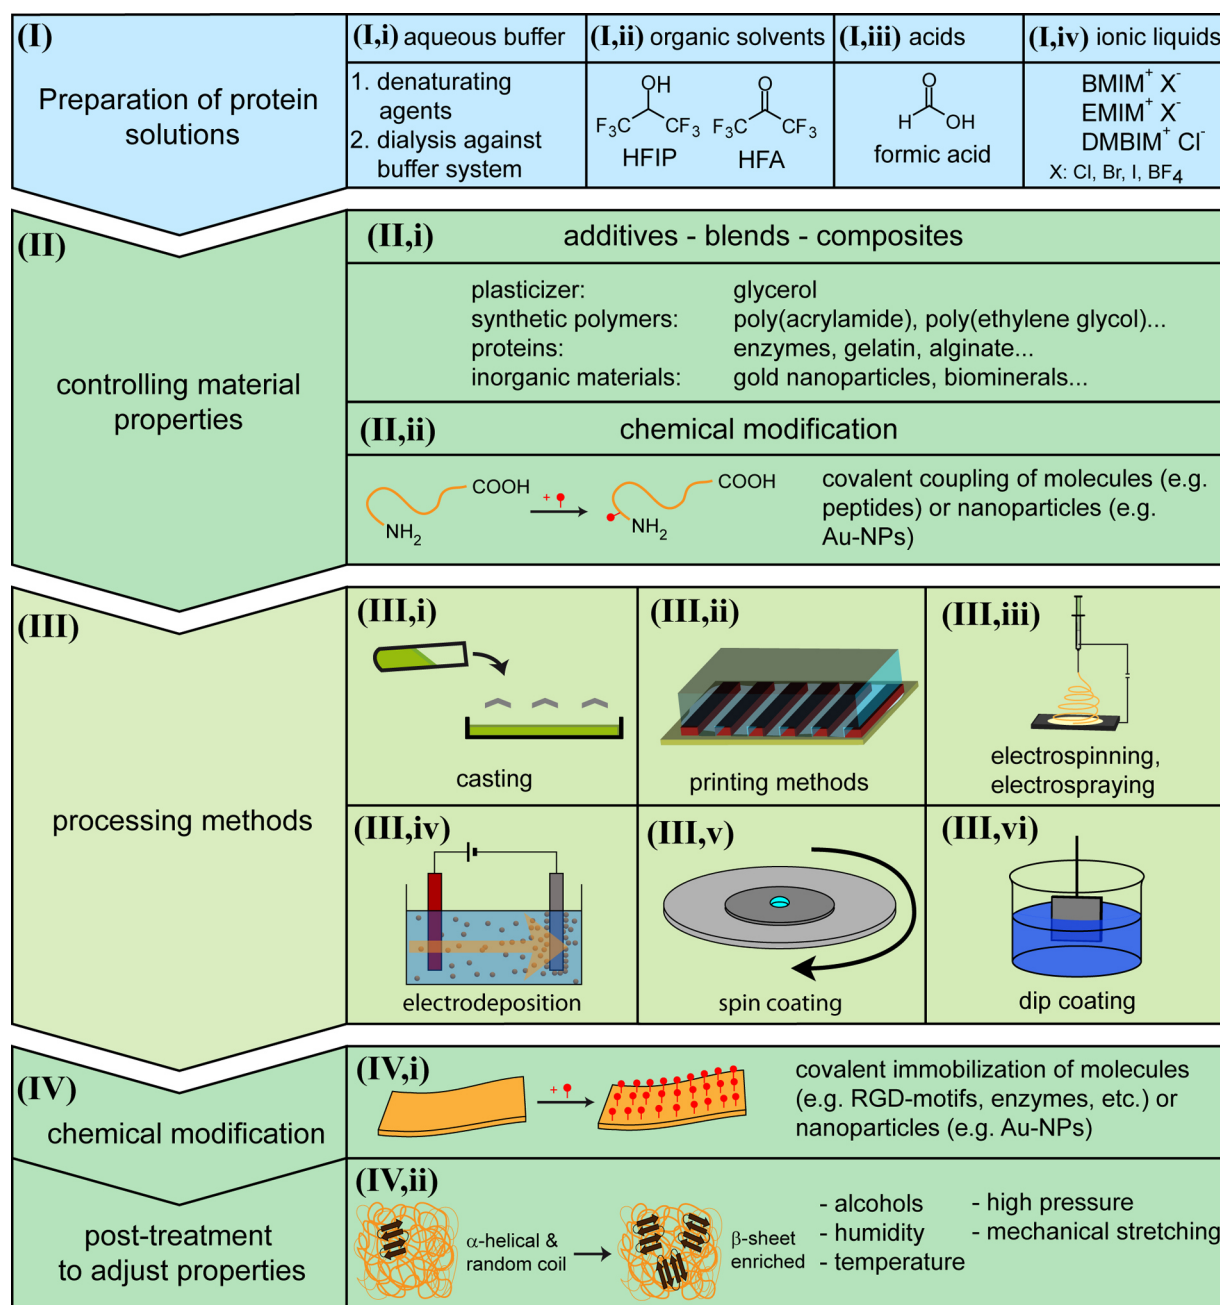 (I)
Preparation of protein
solutions
(I,i) aqueous buffer
1. denaturating
agents
2. dialysis against
buffer system
(I,ii) organic solvents
OH
F₃C CF₃
HFIP
O
F₃C CF₃
HFA
(I,iii) acids
O
H OH
formic acid
(I,iv) ionic liquids
BMIM⁺ X⁻
EMIM⁺ X⁻
DMBIM⁺ Cl⁻
X: Cl, Br, I, BF₄
(II)
controlling material
properties
(II,i) additives - blends - composites
plasticizer: glycerol
synthetic polymers: poly(acrylamide), poly(ethylene glycol)...
proteins: enzymes, gelatin, alginate...
inorganic materials: gold nanoparticles, biominerals...
(II,ii) chemical modification
COOH
NH₂
+
COOH
NH₂
covalent coupling of molecules (e.g.
peptides) or nanoparticles (e.g.
Au-NPs)
(III)
processing methods
(III,i)
casting
(III,ii)
printing methods
(III,iii)
electrospinning,
electrospraying
(III,iv)
electrodeposition
(III,v)
spin coating
(III,vi)
dip coating
(IV)
chemical modification
(IV,i)
+
covalent immobilization of molecules
(e.g. RGD-motifs, enzymes, etc.) or
nanoparticles (e.g. Au-NPs)
post-treatment
to adjust properties
(IV,ii)
α-helical &
random coil
β-sheet
enriched
- alcohols
- humidity
- temperature
- high pressure
- mechanical stretching